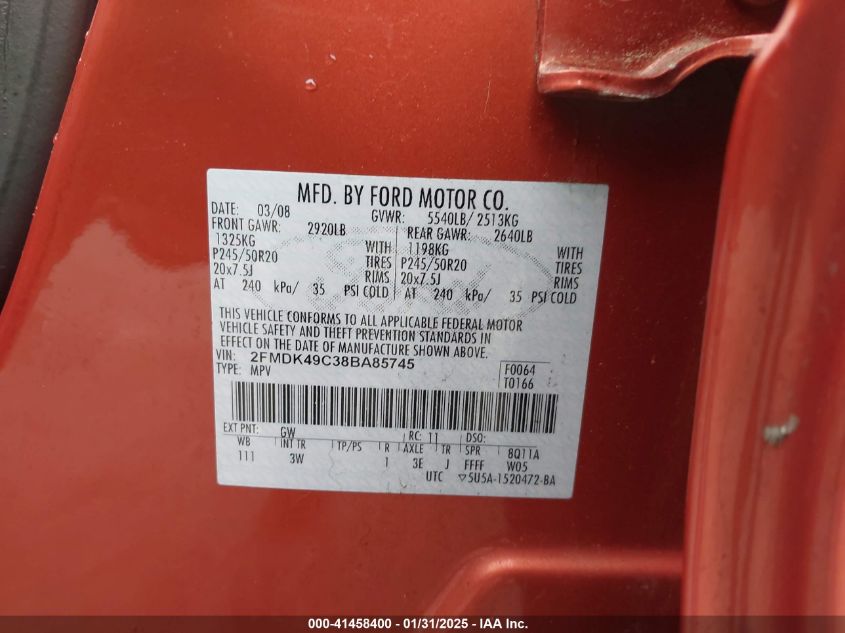 MFD. BY FORD MOTOR CO.
DATE: 03/08 GVWR: 5540LB/ 2513KG
FRONT GAWR: 2920LB REAR GAWR: 2640LB
1325KG WITH 1198KG WITH
P245/50R20 TIRES P245/50R20 TIRES
20x7.5J RIMS 20x7.5J RIMS
AT 240 kPa/ 35 PSI COLD AT 240 kPa/ 35 PSI COLD
THIS VEHICLE CONFORMS TO ALL APPLICABLE FEDERAL MOTOR
VEHICLE SAFETY AND THEFT PREVENTION STANDARDS IN
EFFECT ON THE DATE OF MANUFACTURE SHOWN ABOVE.
VIN: 2FMDK49C38BA85745 F0064
TYPE: MPV T0166
EXT PNT: GW RC: 11 DSO:
WB INT TR TP/PS R AXLE TR SPR 8Q11A
111 3W 1 3E J FFFF W05
UTC ▽5U5A-1520472-BA
000-41458400 - 01/31/2025 - IAA Inc.